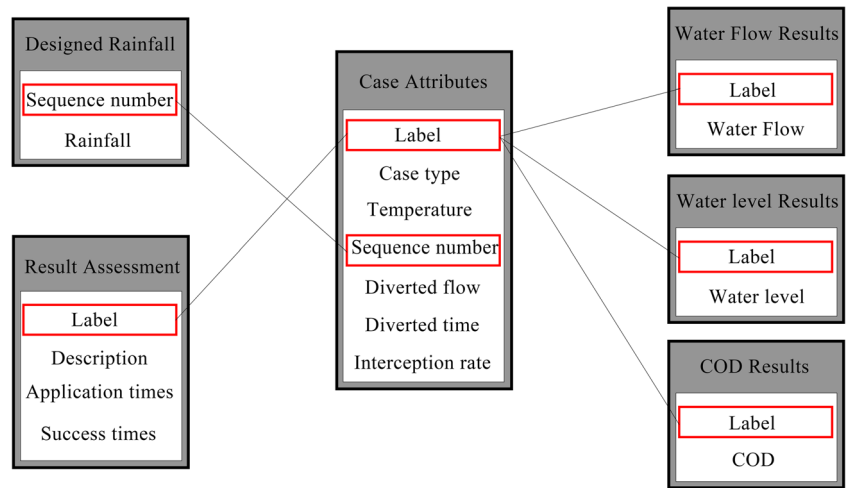 Designed Rainfall
Sequence number
Rainfall
Result Assessment
Label
Description
Application times
Success times
Case Attributes
Label
Case type
Temperature
Sequence number
Diverted flow
Diverted time
Interception rate
Water Flow Results
Label
Water Flow
Water level Results
Label
Water level
COD Results
Label
COD